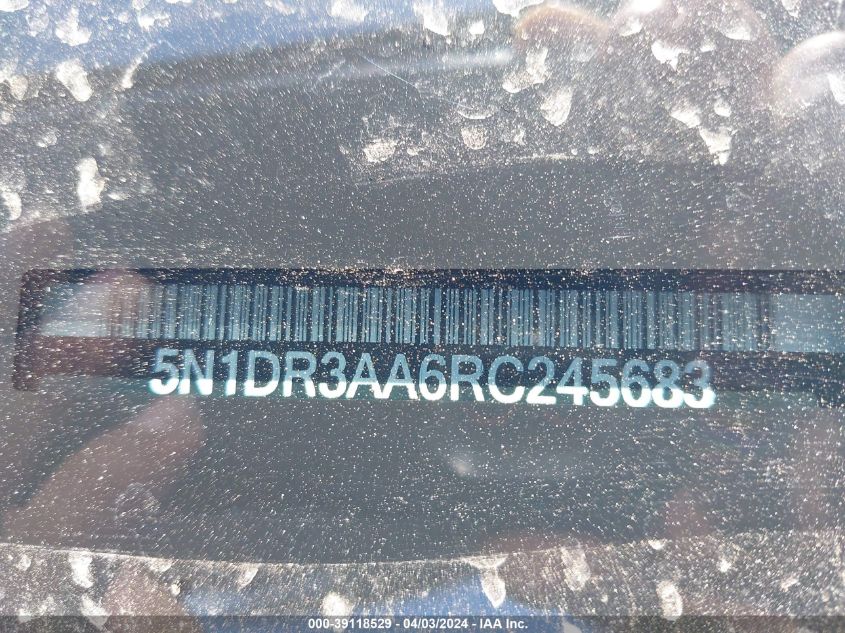 5N1DR3AA6RC245683
000-39118529 - 04/03/2024 - IAA Inc.